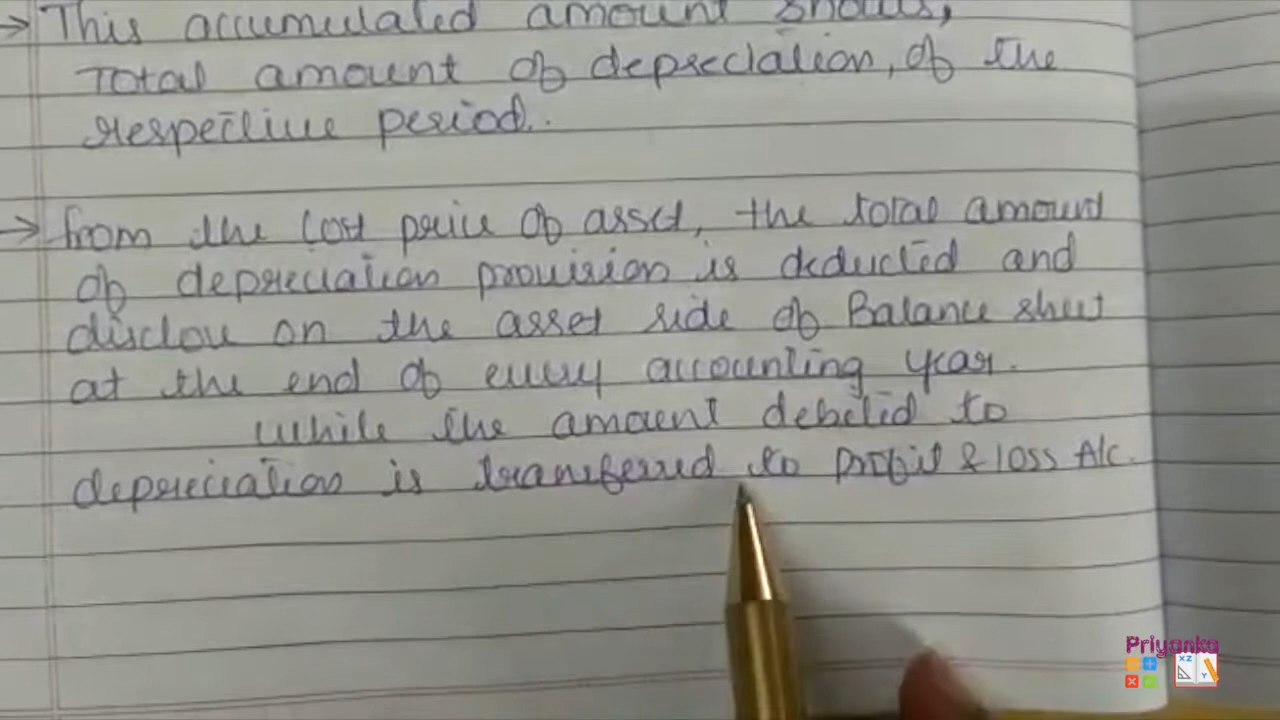 → This accumulated amount shows,
Total amount of depreciation, of the
respective period.
→ from the cost price of asset, the total amount
of depreciation provision is deducted and
disclose on the asset side of Balance sheet
at the end of every accounting year.
while the amount debeted to
depreciation is transferred to profit & loss A/c.
Priyanka